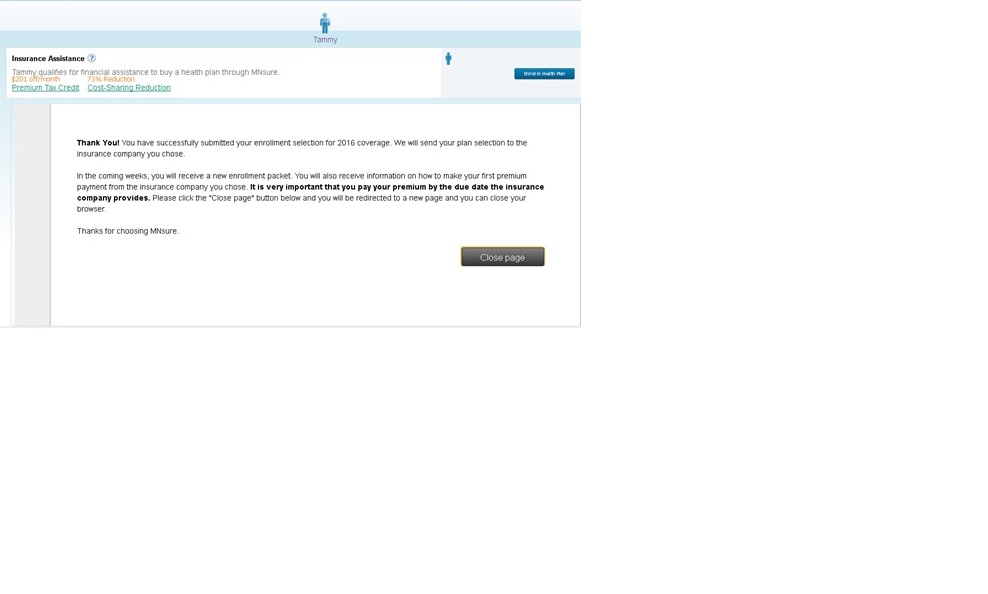 Tammy
Insurance Assistance ?
Tammy qualifies for financial assistance to buy a health plan through MNsure.
$201 off/month 73% Reduction
Premium Tax Credit Cost-Sharing Reduction
Enroll in Health Plan
Thank You! You have successfully submitted your enrollment selection for 2016 coverage. We will send your plan selection to the
insurance company you chose.
In the coming weeks, you will receive a new enrollment packet. You will also receive information on how to make your first premium
payment from the insurance company you chose. It is very important that you pay your premium by the due date the insurance
company provides. Please click the "Close page" button below and you will be redirected to a new page and you can close your
browser.
Thanks for choosing MNsure.
Close page